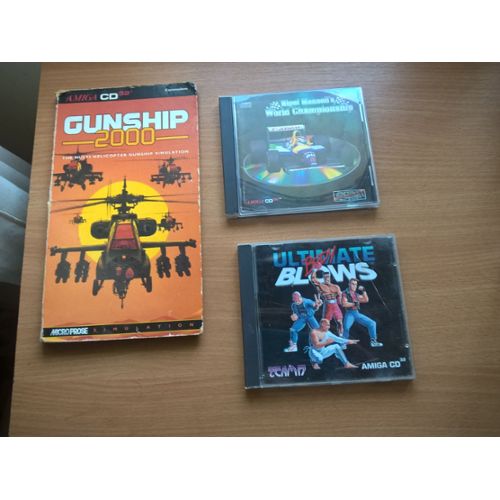 AMIGA CD³²
Commodore
GUNSHIP
2000
THE MULTI-HELICOPTER GUNSHIP SIMULATION
MICROPROSE SIMULATION
Nigel Mansell's
World Championship
AMIGA CD³²
ULTIMATE
Body
BLOWS
TEAM17
AMIGA CD³²